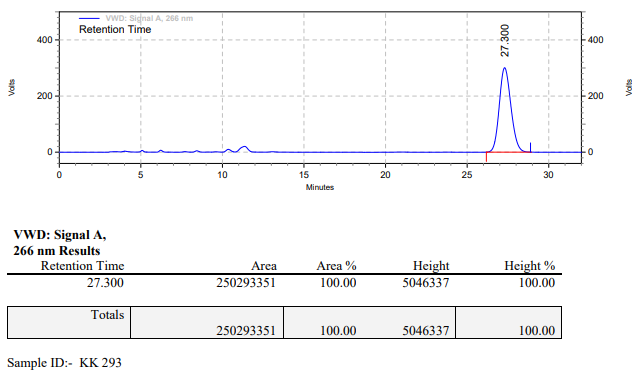 VWD: Signal A, 266 nm
Retention Time
27.300
400
200
0
400
200
0
Volts
Volts
0 5 10 15 20 25 30
Minutes
VWD: Signal A,
266 nm Results
Retention Time Area Area % Height Height %
27.300 250293351 100.00 5046337 100.00
Totals
250293351 100.00 5046337 100.00
Sample ID:- KK 293